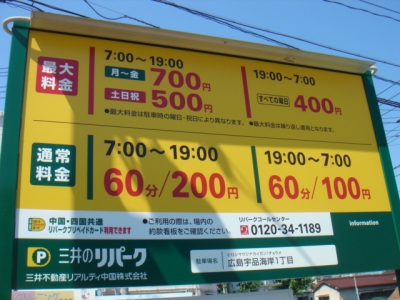 最大
料金
7:00～19:00
月～金 700円
土日祝 500円
19:00～7:00
すべての曜日 400円
●最大料金は駐車時の曜日・祝日により異なります。
●最大料金は繰り返し適用となります。
通常
料金
7:00～19:00
60分/200円
19:00～7:00
60分/100円
中国・四国共通
リパークプリペイドカード利用できます
●ご利用の際は、場内の
約款看板をご確認ください。
リパークコールセンター
0120-34-1189
information
P 三井のリパーク
三井不動産リアルティ中国株式会社
駐車場名
広島宇品海岸1丁目